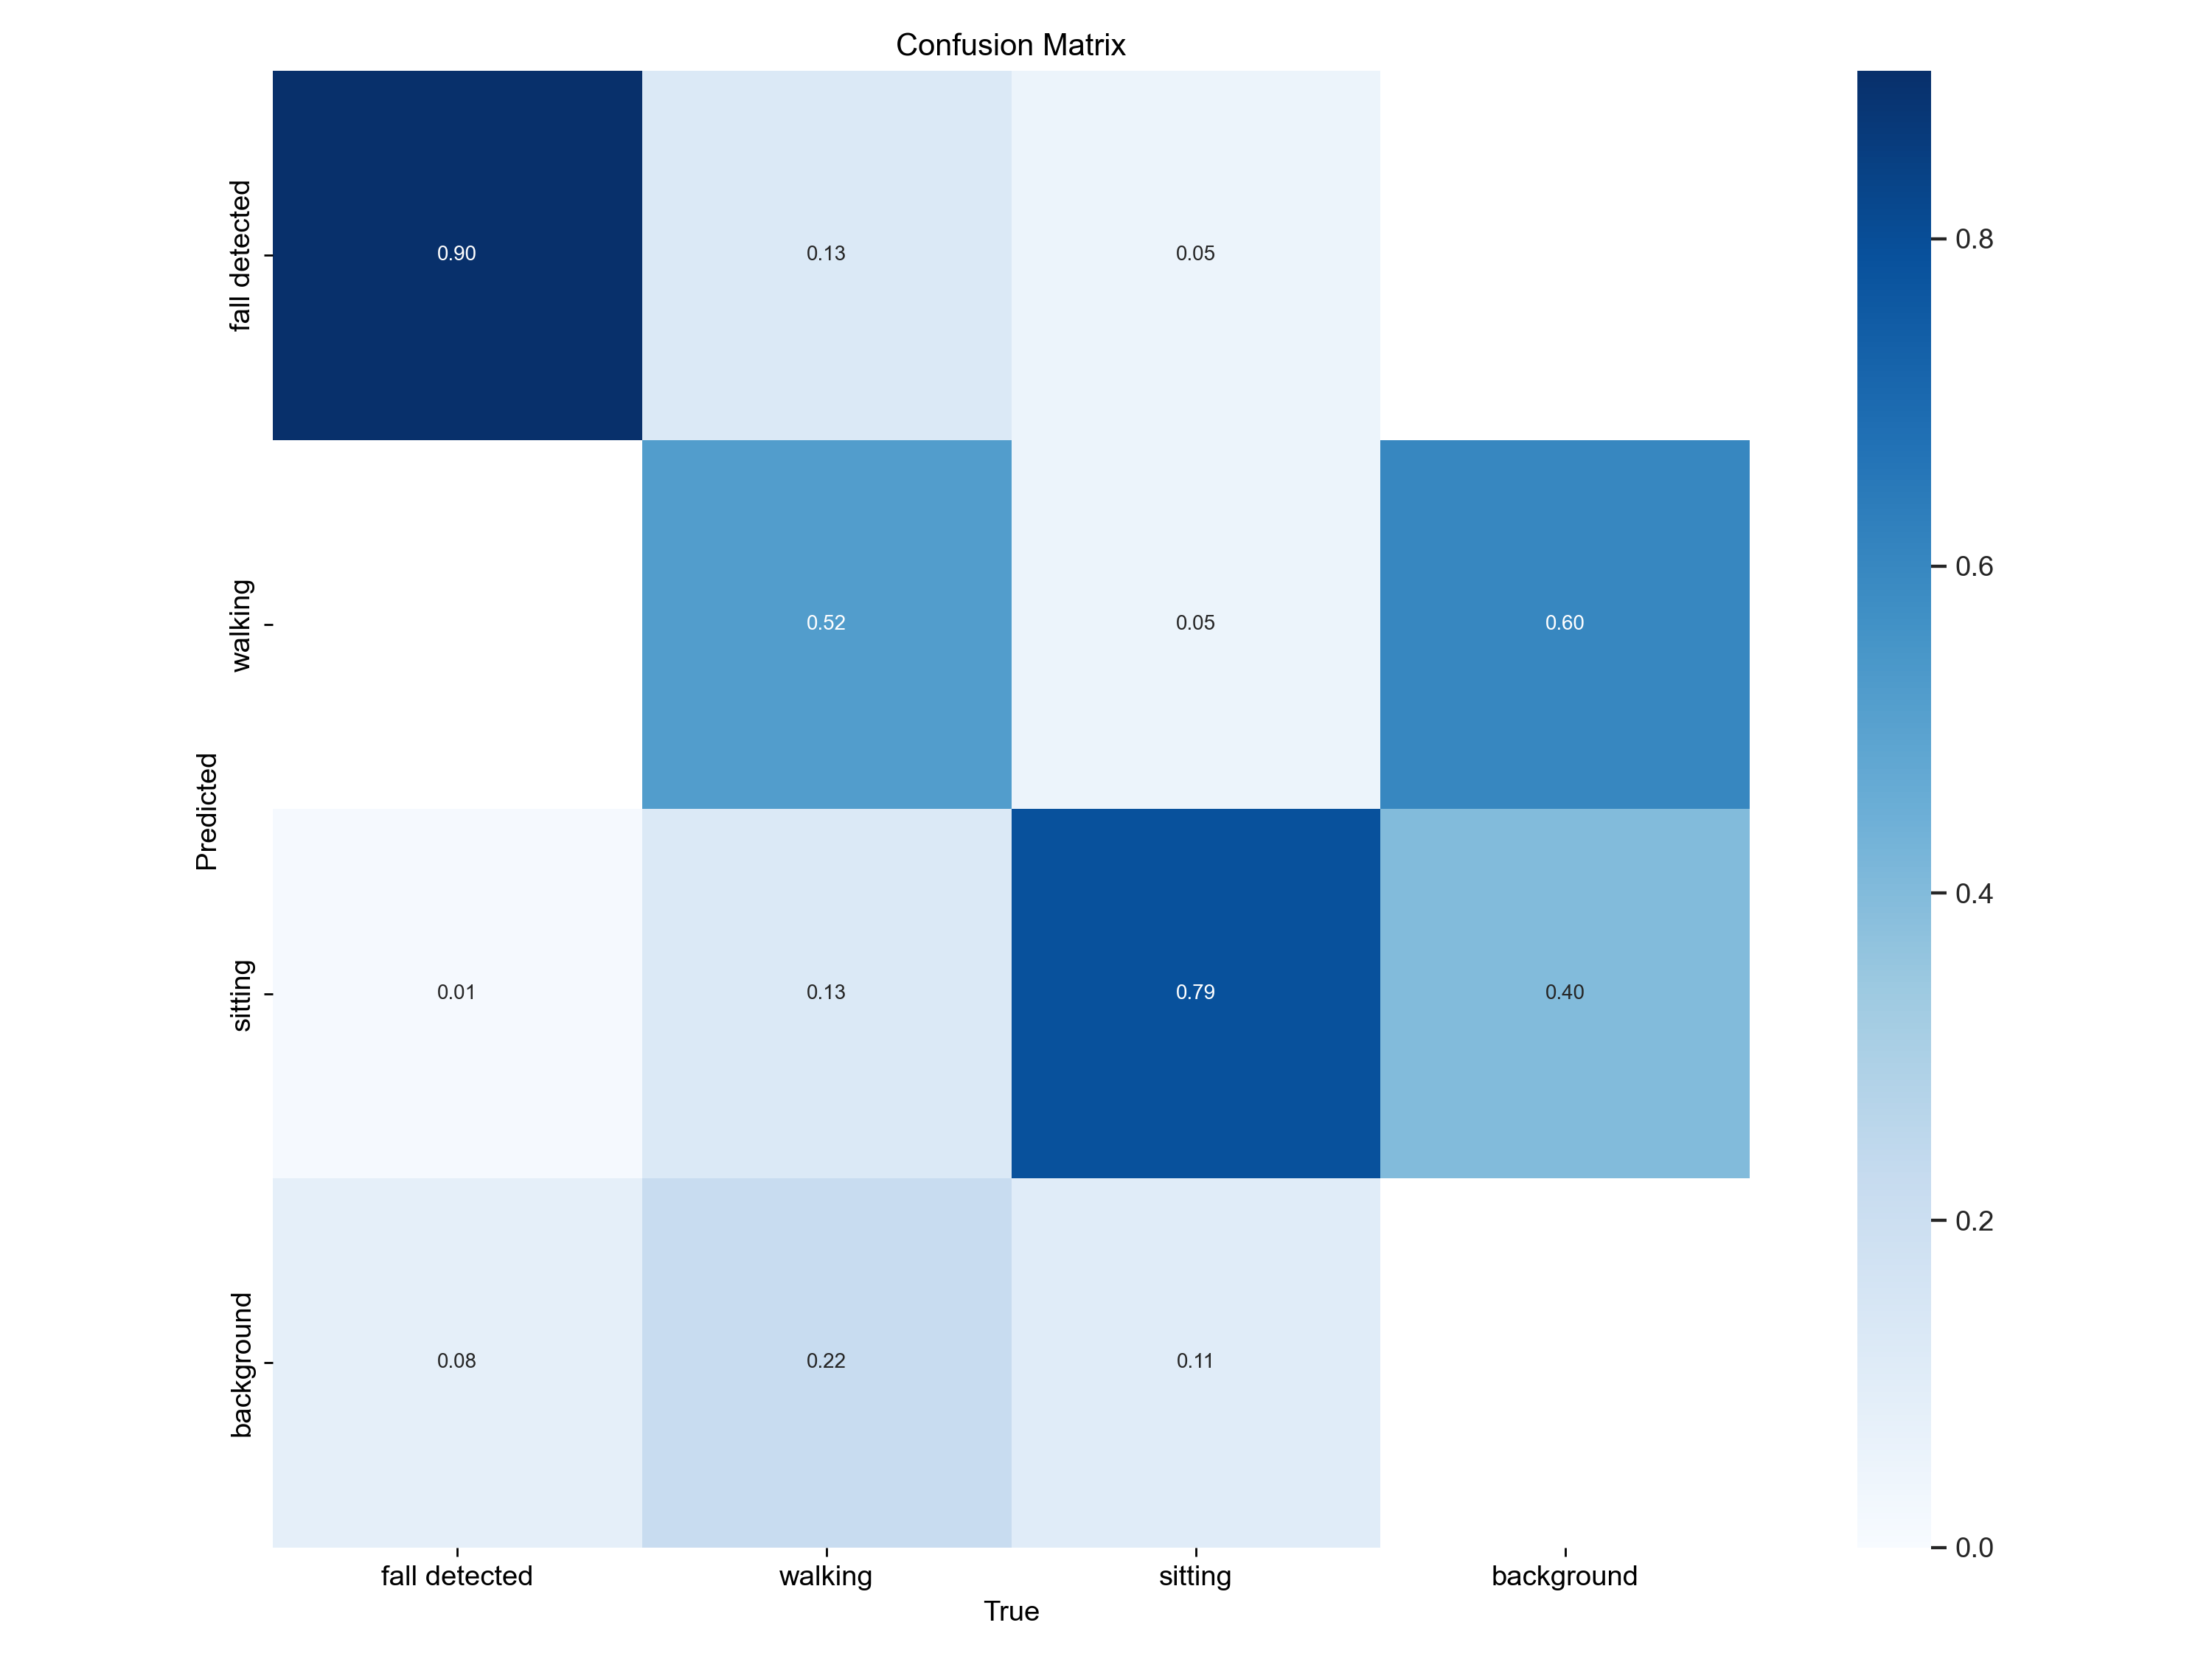 Confusion Matrix
fall detected
0.90
0.13
0.05
0.8
walking
0.52
0.05
0.60
0.6
Predicted
sitting
0.01
0.13
0.79
0.40
0.4
background
0.08
0.22
0.11
0.2
0.0
fall detected
walking
sitting
background
True